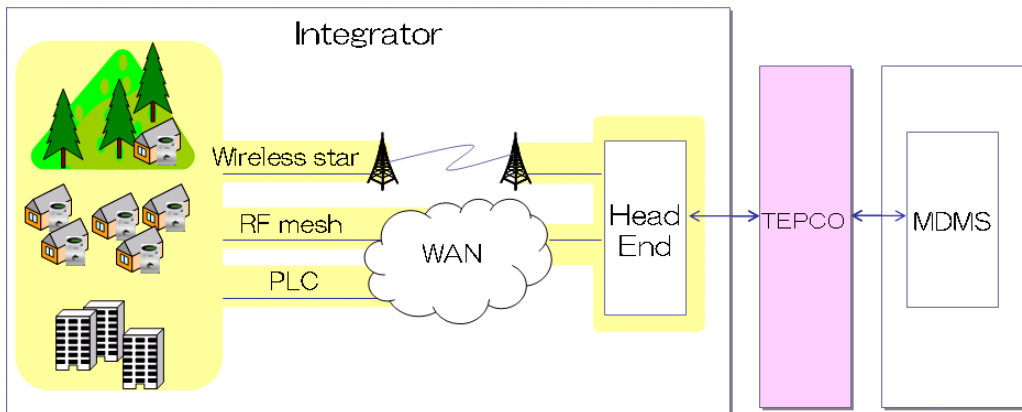 Integrator
Wireless star
RF mesh
PLC
WAN
Head
End
TEPCO
MDMS